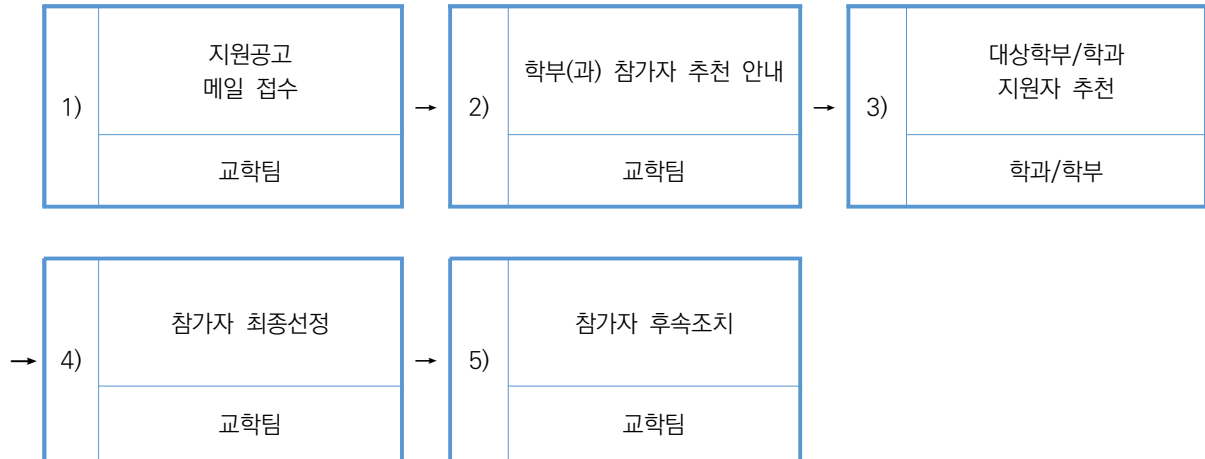 1)
지원공고
메일 접수
교학팀
→
2)
학부(과) 참가자 추천 안내
교학팀
→
3)
대상학부/학과
지원자 추천
학과/학부
→
4)
참가자 최종선정
교학팀
→
5)
참가자 후속조치
교학팀